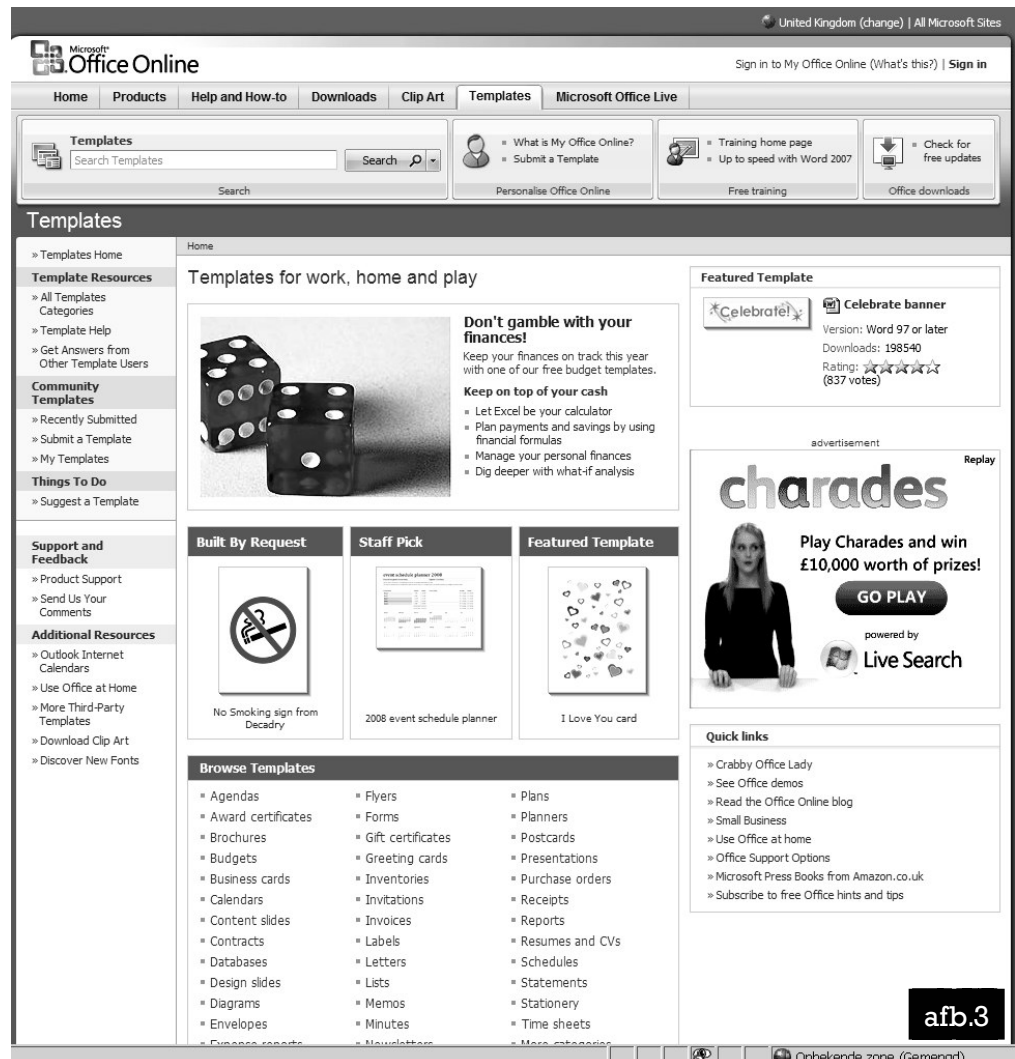 United Kingdom (change) | All Microsoft Sites
Microsoft®
Office Online
Sign in to My Office Online (What's this?) | Sign in
Home Products Help and How-to Downloads Clip Art Templates Microsoft Office Live
Templates
Search Templates
Search
Search
What is My Office Online?
Submit a Template
Personalise Office Online
Training home page
Up to speed with Word 2007
Free training
Check for
free updates
Office downloads
Templates
» Templates Home
Template Resources
» All Templates
Categories
» Template Help
» Get Answers from
Other Template Users
Community
Templates
» Recently Submitted
» Submit a Template
» My Templates
Things To Do
» Suggest a Template
Support and
Feedback
» Product Support
» Send Us Your
Comments
Additional Resources
» Outlook Internet
Calendars
» Use Office at Home
» More Third-Party
Templates
» Download Clip Art
» Discover New Fonts
Home
Templates for work, home and play
Don't gamble with your
finances!
Keep your finances on track this year
with one of our free budget templates.
Keep on top of your cash
Let Excel be your calculator
Plan payments and savings by using
financial formulas
Manage your personal finances
Dig deeper with what-if analysis
Built By Request
No Smoking sign from
Decadry
Staff Pick
event schedule planner 2008
2008 event schedule planner
Featured Template
I Love You card
Browse Templates
Agendas
Award certificates
Brochures
Budgets
Business cards
Calendars
Content slides
Contracts
Databases
Design slides
Diagrams
Envelopes
Expense reports
Flyers
Forms
Gift certificates
Greeting cards
Inventories
Invitations
Invoices
Labels
Letters
Lists
Memos
Minutes
Newsletters
Plans
Planners
Postcards
Presentations
Purchase orders
Receipts
Reports
Resumes and CVs
Schedules
Statements
Stationery
Time sheets
More categories
Featured Template
Celebrate!
Celebrate banner
Version: Word 97 or later
Downloads: 198540
Rating:
(837 votes)
advertisement
Replay
charades
Play Charades and win
£10,000 worth of prizes!
GO PLAY
powered by
Live Search
Quick links
» Crabby Office Lady
» See Office demos
» Read the Office Online blog
» Small Business
» Use Office at home
» Office Support Options
» Microsoft Press Books from Amazon.co.uk
» Subscribe to free Office hints and tips
afb.3
Onbekende zone (Gemengd)